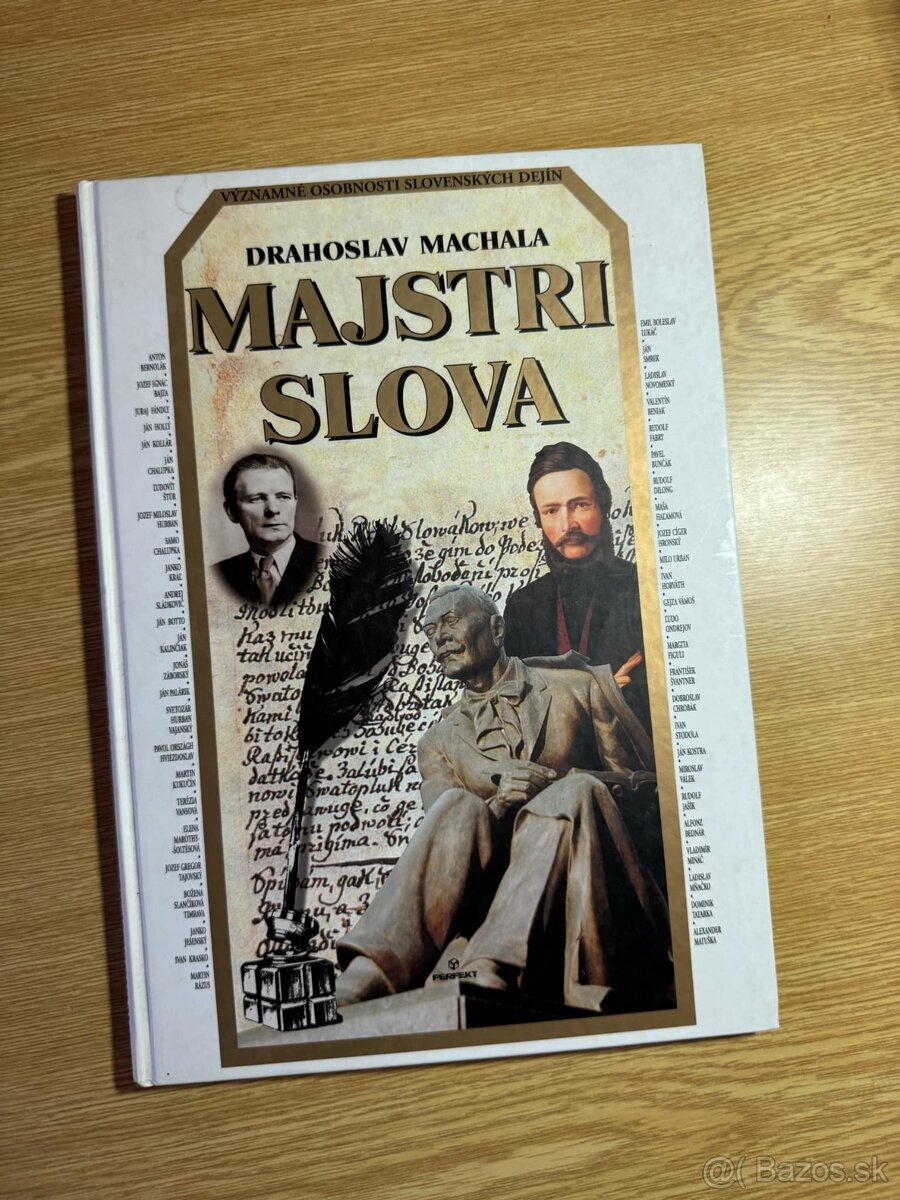 VÝZNAMNÉ OSOBNOSTI SLOVENSKÝCH DEJÍN
DRAHOSLAV MACHALA
MAJSTRI
SLOVA
ANTON
BERNOLÁK
JOZEF IGNÁC
BAJZA
JURAJ FÁNDLY
JÁN HOLLÝ
JÁN KOLLÁR
JÁN
CHALUPKA
ĽUDOVÍT
ŠTÚR
JOZEF MILOSLAV
HURBAN
SAMO
CHALUPKA
JANKO
KRÁĽ
ANDREJ
SLÁDKOVIČ
JÁN BOTTO
JÁN
KALINČIAK
JONÁŠ
ZÁBORSKÝ
JÁN PALÁRIK
SVETOZÁR
HURBAN
VAJANSKÝ
PAVOL ORSZÁGH
HVIEZDOSLAV
MARTIN
KUKUČÍN
TERÉZIA
VANSOVÁ
ELENA
MARÓTHY-
ŠOLTÉSOVÁ
JOZEF GREGOR
TAJOVSKÝ
BOŽENA
SLANČÍKOVÁ
TIMRAVA
JANKO
JESENSKÝ
IVAN KRASKO
MARTIN
RÁZUS
EMIL BOLESLAV
LUKÁČ
JÁN
SMREK
LADISLAV
NOVOMESKÝ
VALENTÍN
BENIAK
RUDOLF
FABRY
PAVEL
BUNČÁK
RUDOLF
DILONG
MAŠA
HAĽAMOVÁ
JOZEF CÍGER
HRONSKÝ
MILO URBAN
IVAN
HORVÁTH
GEJZA VÁMOŠ
ĽUDO
ONDREJOV
MARGITA
FIGULI
FRANTIŠEK
ŠVANTNER
DOBROSLAV
CHROBÁK
IVAN
STODOLA
JÁN KOSTRA
MIROSLAV
VÁLEK
RUDOLF
JAŠÍK
ALFONZ
BEDNÁR
VLADIMÍR
MINÁČ
LADISLAV
MŇAČKO
DOMINIK
TATARKA
ALEXANDER
MATUŠKA
PERFEKT
@( Bazos.sk